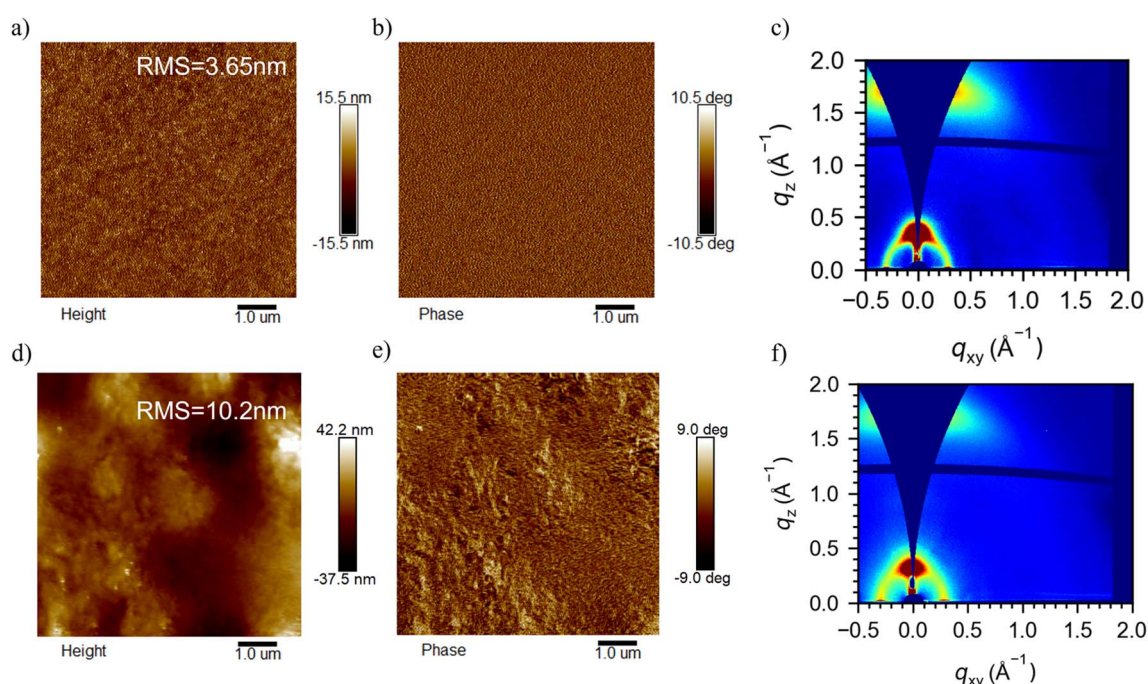 a)
RMS=3.65nm
15.5 nm
-15.5 nm
Height
1.0 um
b)
10.5 deg
-10.5 deg
Phase
1.0 um
c)
2.0
1.5
1.0
0.5
0.0
qz (Å−1)
−0.5 0.0 0.5 1.0 1.5 2.0
qxy (Å−1)
d)
RMS=10.2nm
42.2 nm
-37.5 nm
Height
1.0 um
e)
9.0 deg
-9.0 deg
Phase
1.0 um
f)
2.0
1.5
1.0
0.5
0.0
qz (Å−1)
−0.5 0.0 0.5 1.0 1.5 2.0
qxy (Å−1)